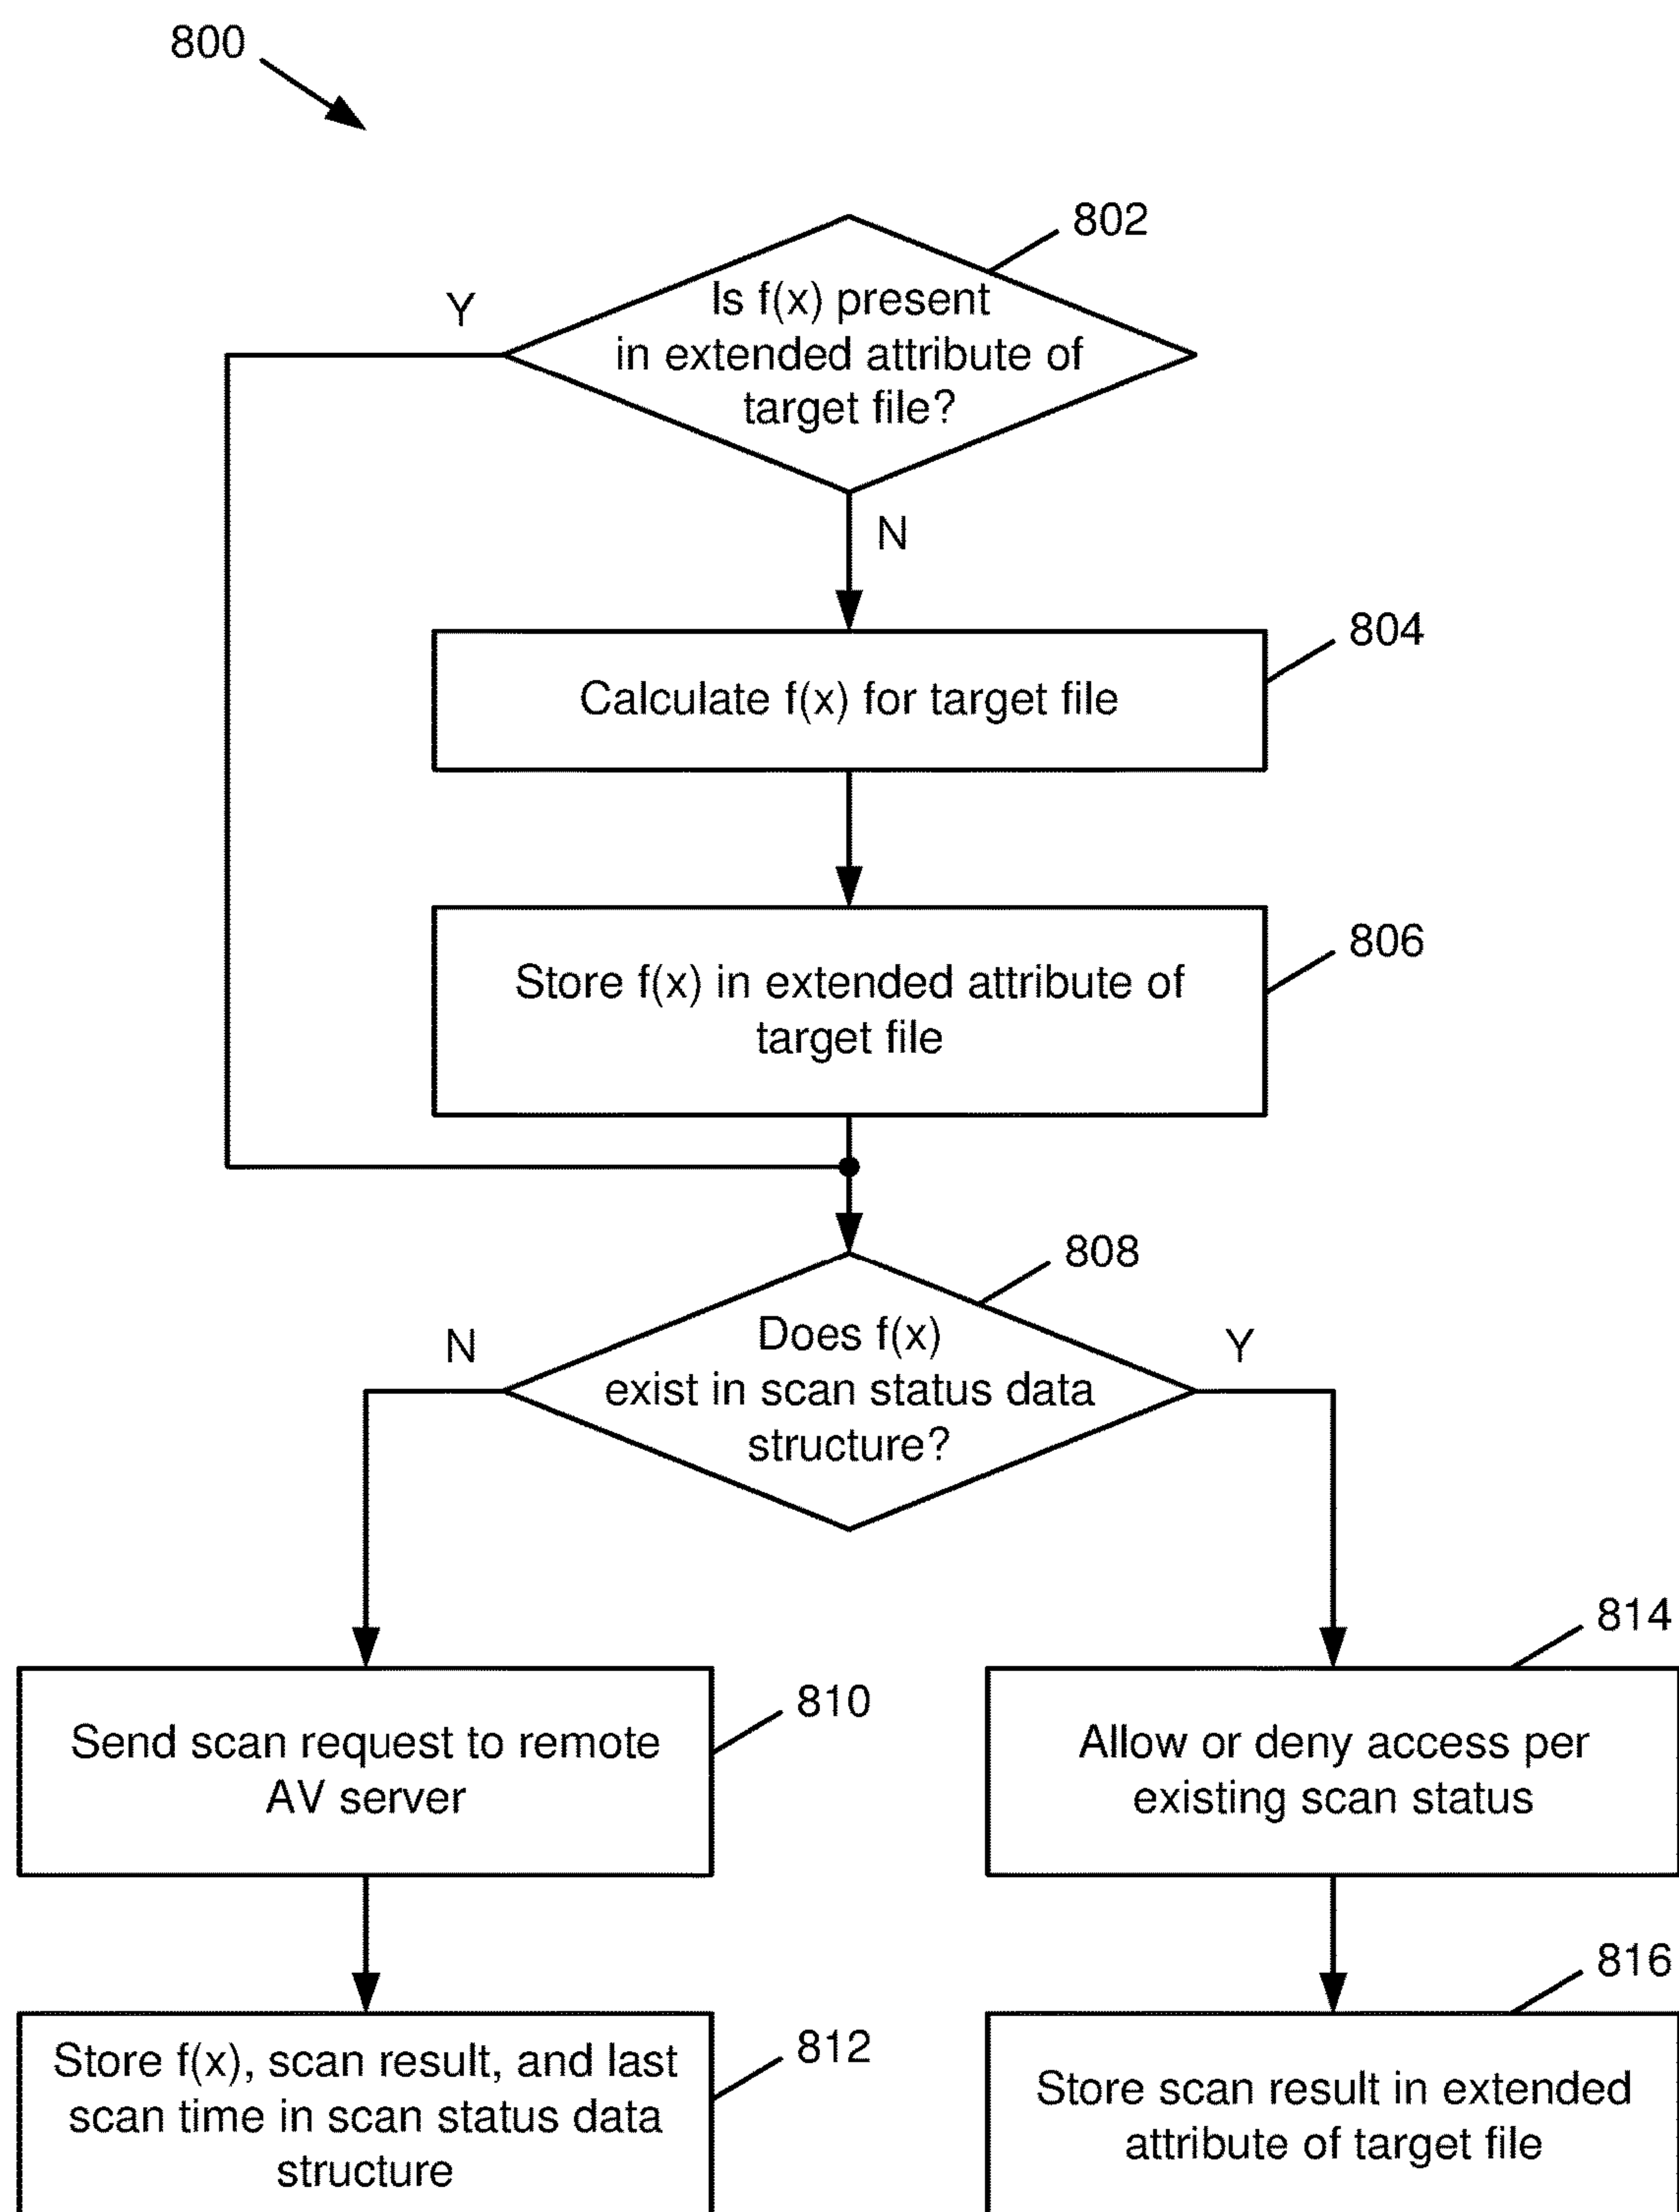 800
802
Y
Is f(x) present
in extended attribute of
target file?
N
804
Calculate f(x) for target file
806
Store f(x) in extended attribute of
target file
808
N
Does f(x)
exist in scan status data
structure?
Y
810
Send scan request to remote
AV server
814
Allow or deny access per
existing scan status
812
Store f(x), scan result, and last
scan time in scan status data
structure
816
Store scan result in extended
attribute of target file